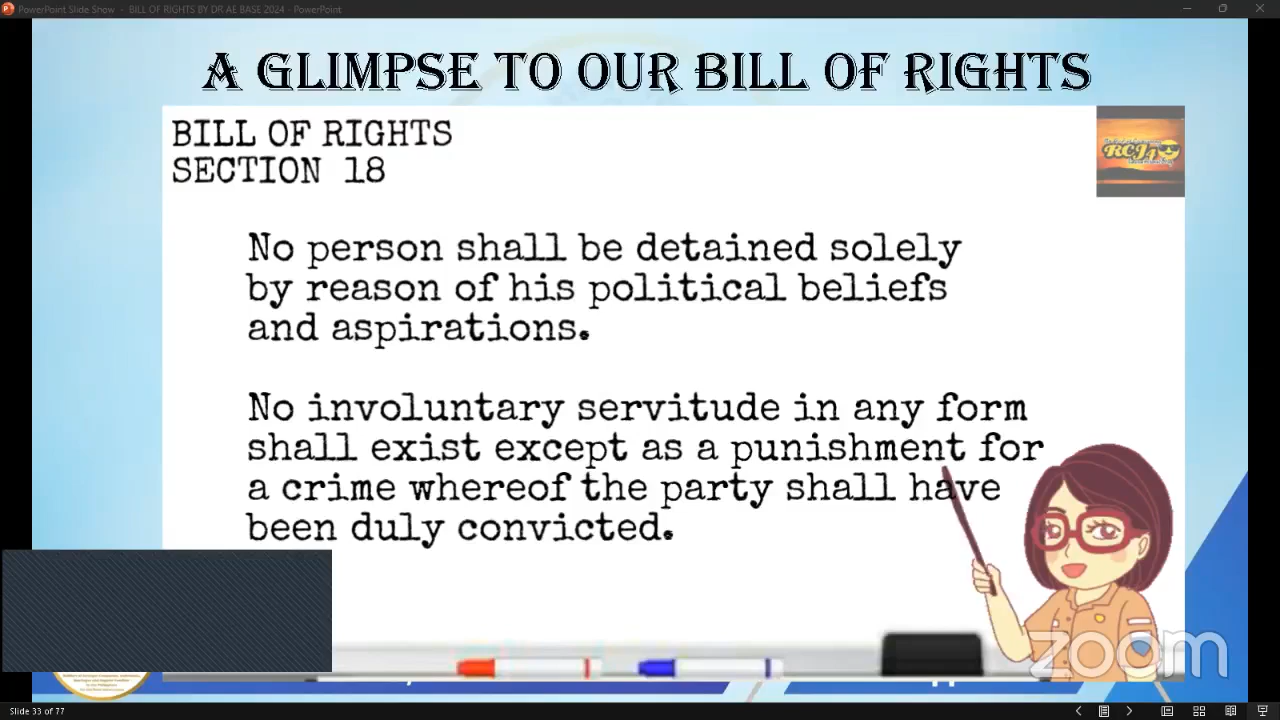 PowerPoint Slide Show - BILL OF RIGHTS BY DR AE BASE 2024 - PowerPoint
A GLIMPSE TO OUR BILL OF RIGHTS
BILL OF RIGHTS
SECTION 18
RCJ4
No person shall be detained solely
by reason of his political beliefs
and aspirations.
No involuntary servitude in any form
shall exist except as a punishment for
a crime whereof the party shall have
been duly convicted.
zoom
Slide 33 of 77